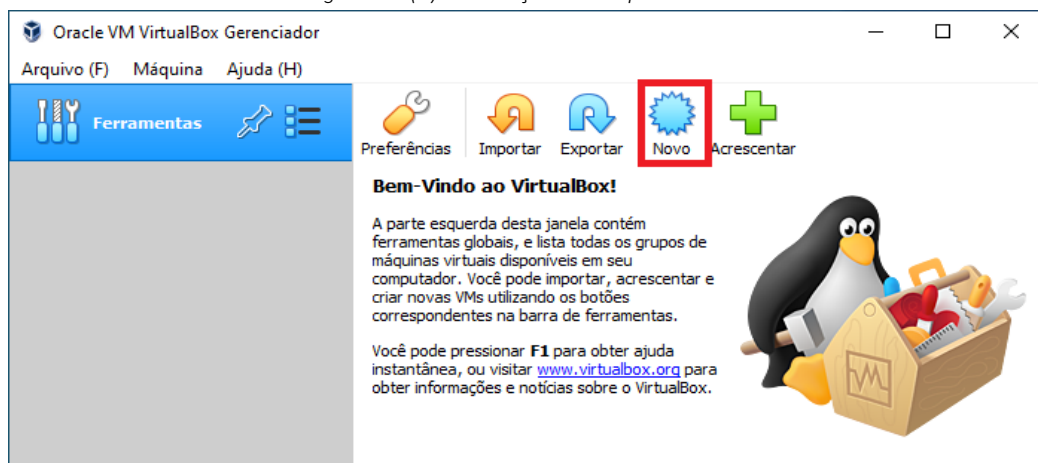 Oracle VM VirtualBox Gerenciador
Arquivo (F) Máquina Ajuda (H)
Ferramentas
Preferências Importar Exportar Novo Acrescentar
Bem-Vindo ao VirtualBox!
A parte esquerda desta janela contém
ferramentas globais, e lista todas os grupos de
máquinas virtuais disponíveis em seu
computador. Você pode importar, acrescentar e
criar novas VMs utilizando os botões
correspondentes na barra de ferramentas.
Você pode pressionar F1 para obter ajuda
instantânea, ou visitar www.virtualbox.org para
obter informações e notícias sobre o VirtualBox.